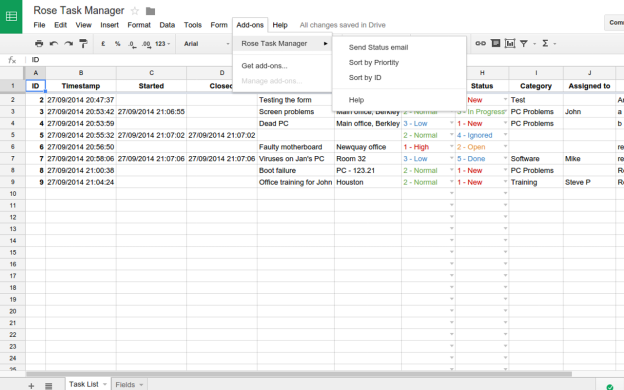 Rose Task Manager
File Edit View Insert Format Data Tools Form Add-ons Help All changes saved in Drive
Rose Task Manager
Get add-ons...
Manage add-ons...
Send Status email
Sort by Priority
Sort by ID
Help
£ % .0 .00 123 Arial
fx ID
A B C D H I J
1 ID Timestamp Started Status Category Assigned to
2 2 27/09/2014 20:47:37 Testing the form New Test
3 3 27/09/2014 20:53:42 27/09/2014 21:06:55 Screen problems Main office, Berkley 2 - Normal 3 - In Progress PC Problems John a
4 4 27/09/2014 20:53:59 Dead PC Main office, Berkley 3 - Low 1 - New PC Problems b
5 5 27/09/2014 20:55:32 27/09/2014 21:07:02 27/09/2014 21:07:02 2 - Normal 4 - Ignored
6 6 27/09/2014 20:56:50 Faulty motherboard Newquay office 1 - High 2 - Open re
7 7 27/09/2014 20:58:06 27/09/2014 21:07:06 27/09/2014 21:07:06 Viruses on Jan's PC Room 32 3 - Low 5 - Done Software Mike re
8 8 27/09/2014 21:00:38 Boot failure PC - 123.21 2 - Normal 1 - New PC Problems
9 9 27/09/2014 21:04:24 Office training for John Houston 2 - Normal 1 - New Training Steve P
10
11
12
13
14
15
16
17
18
19
20
21
22
23
24
Task List Fields